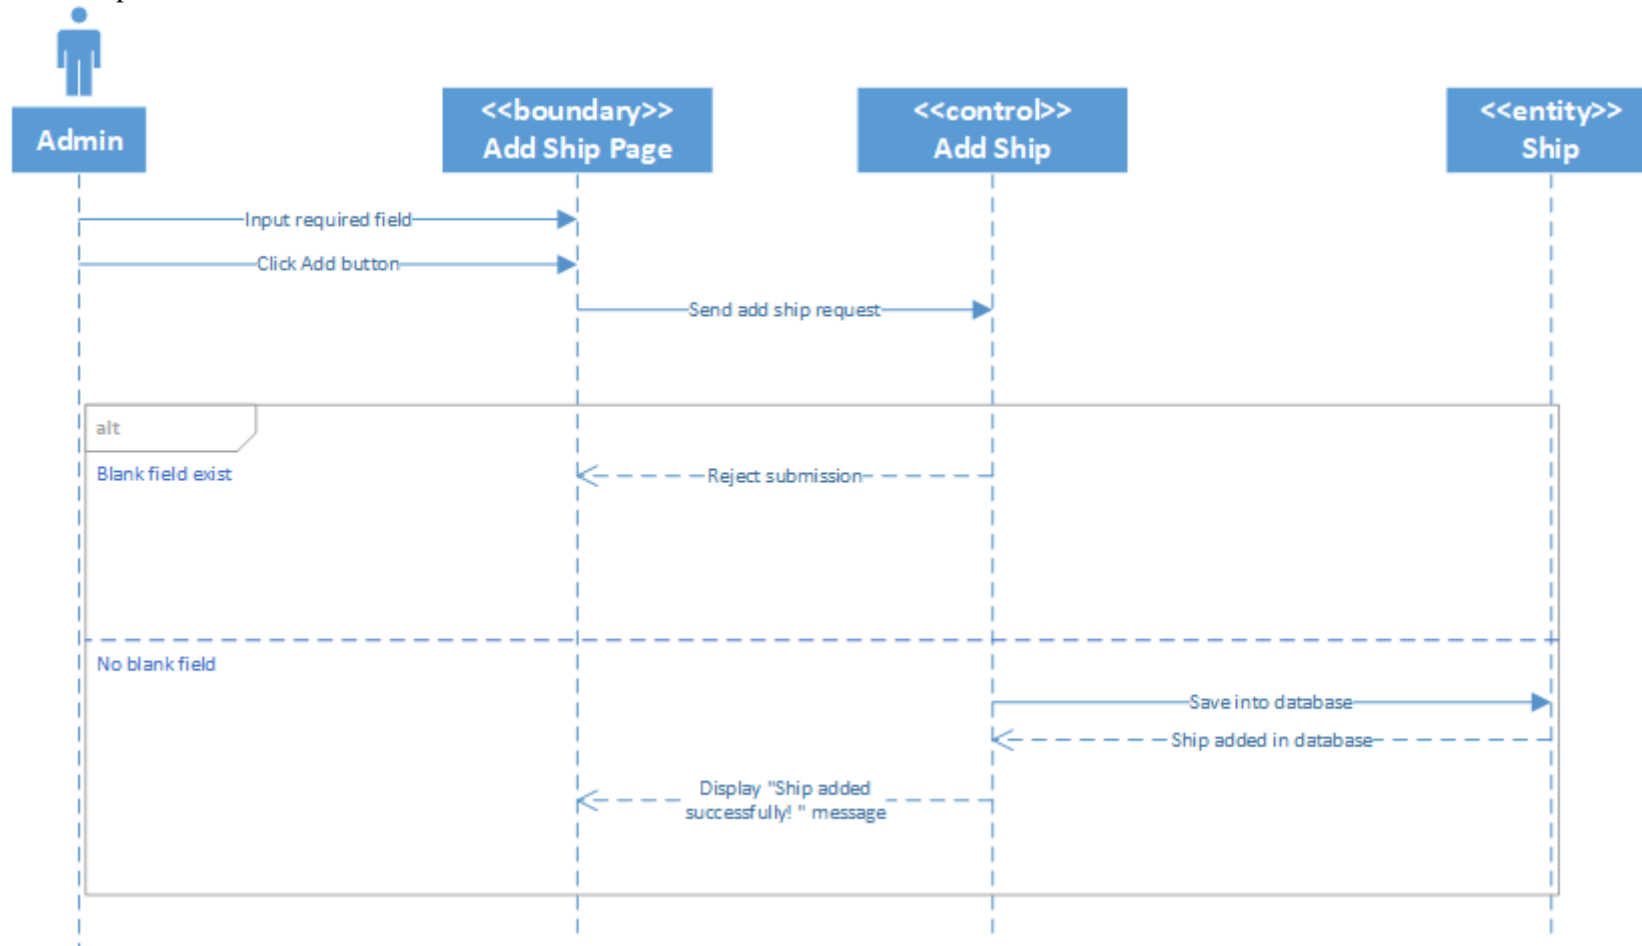 Admin
<<boundary>>
Add Ship Page
<<control>>
Add Ship
<<entity>>
Ship
Input required field
Click Add button
Send add ship request
alt
Blank field exist
Reject submission
No blank field
Save into database
Ship added in database
Display "Ship added
successfully! " message